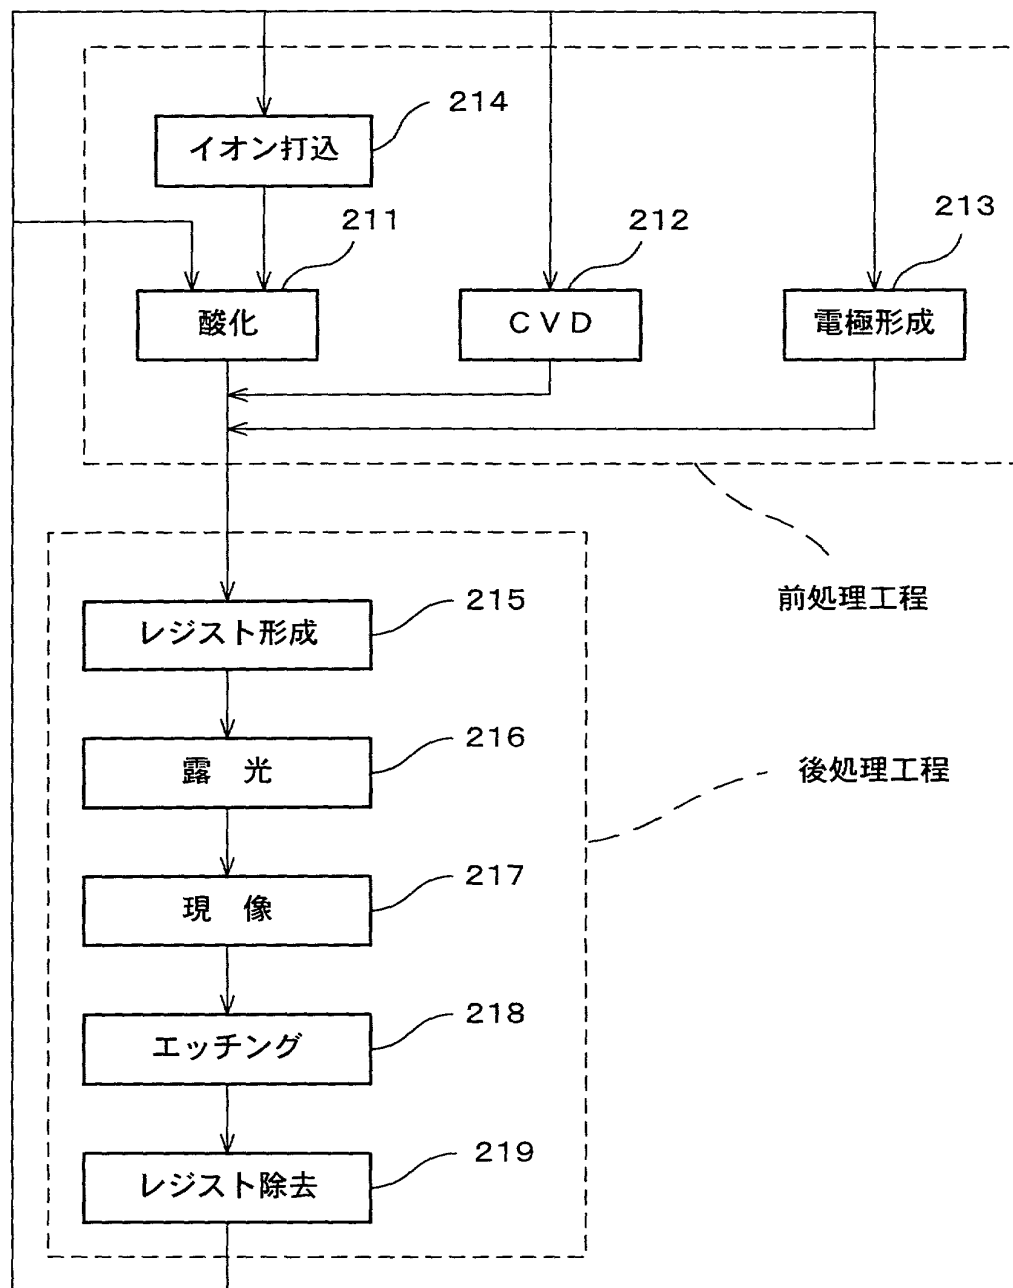 214
イオン打込
211
212
213
酸化
CVD
電極形成
前処理工程
215
レジスト形成
216
露 光
後処理工程
217
現 像
218
エッチング
219
レジスト除去